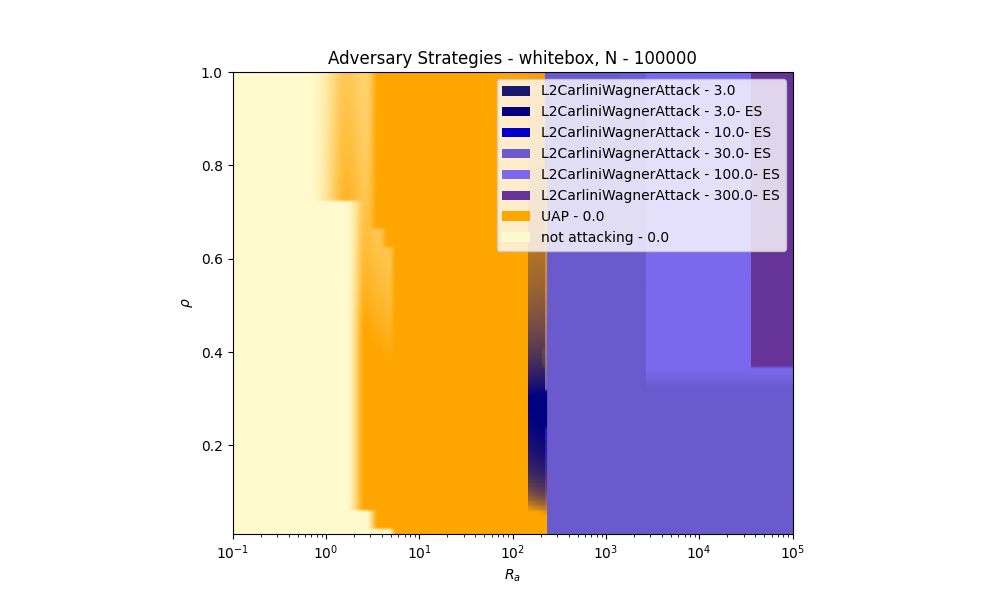 Adversary Strategies - whitebox, N - 100000
1.0
0.8
0.6
0.4
0.2
ρ
L2CarliniWagnerAttack - 3.0
L2CarliniWagnerAttack - 3.0- ES
L2CarliniWagnerAttack - 10.0- ES
L2CarliniWagnerAttack - 30.0- ES
L2CarliniWagnerAttack - 100.0- ES
L2CarliniWagnerAttack - 300.0- ES
UAP - 0.0
not attacking - 0.0
10⁻¹ 10⁰ 10¹ 10² 10³ 10⁴ 10⁵
Rₐ